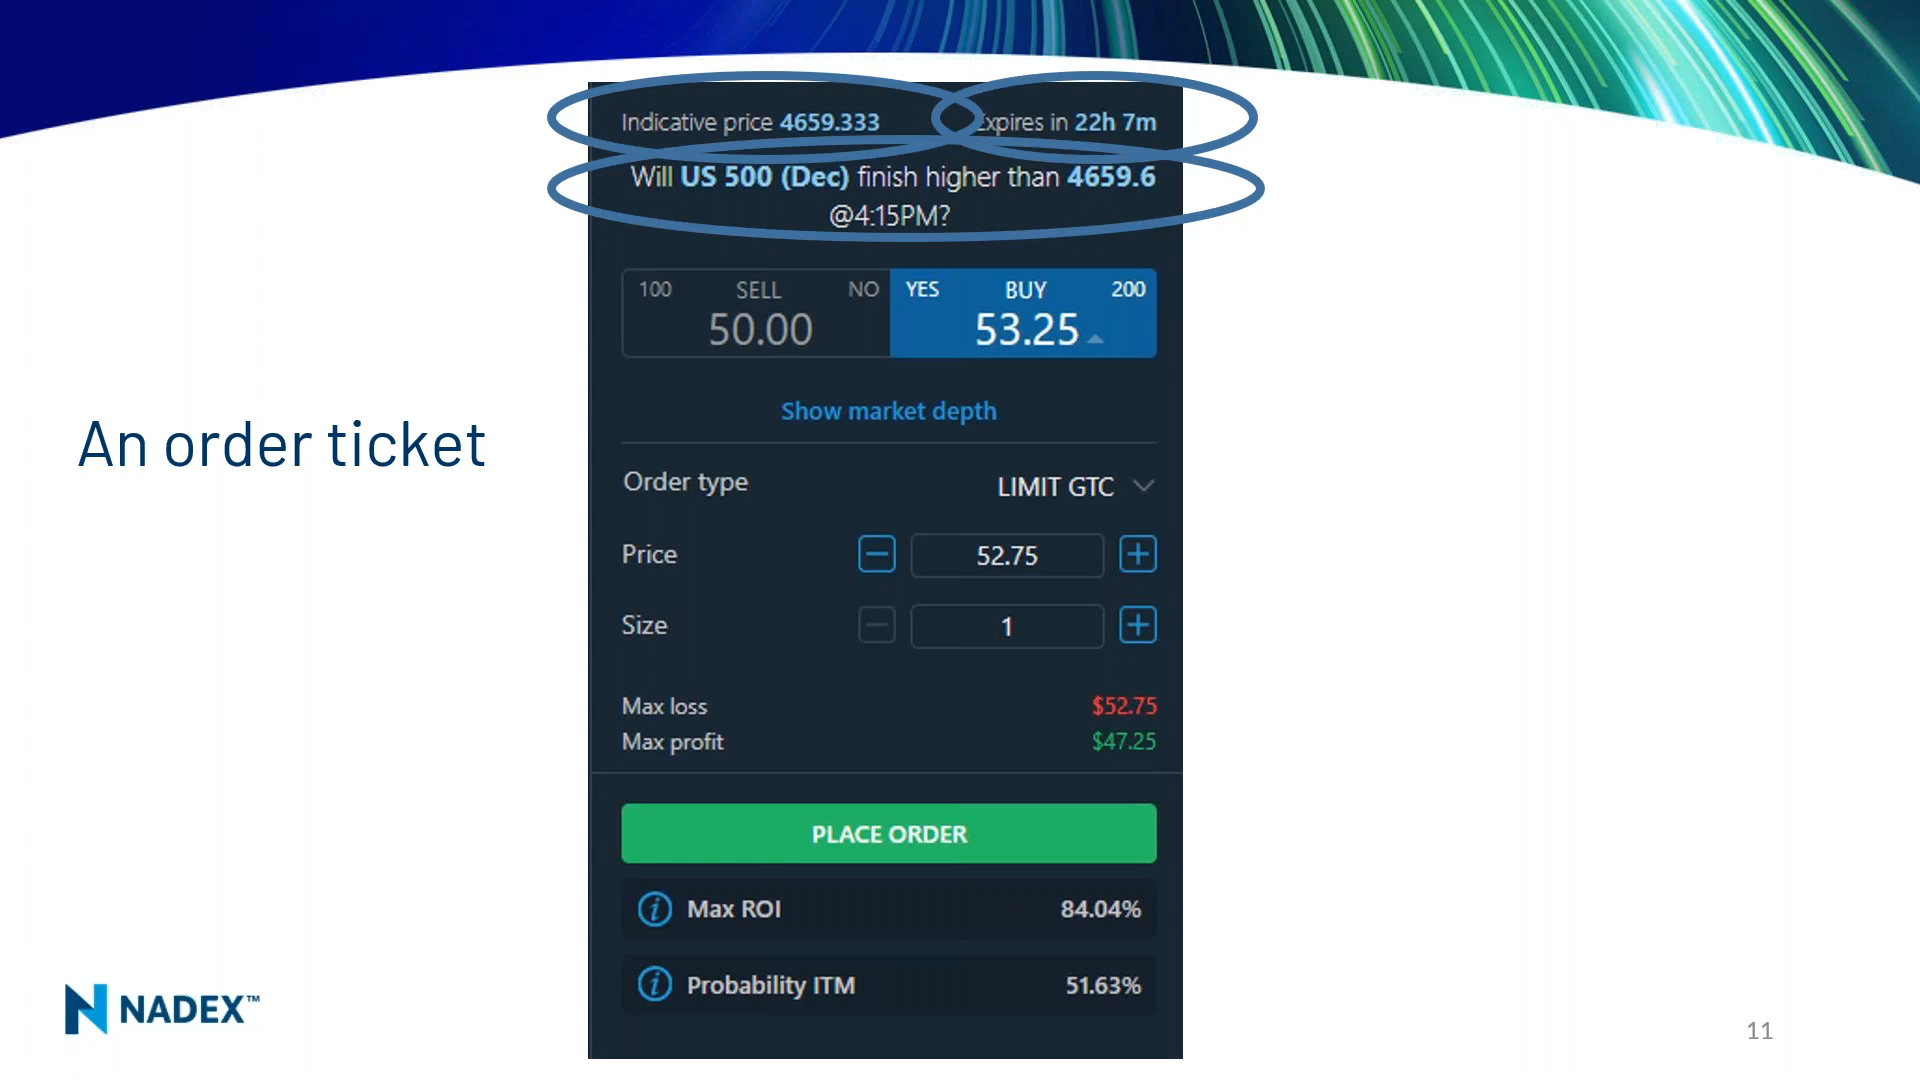 Indicative price 4659.333
Expires in 22h 7m
Will US 500 (Dec) finish higher than 4659.6
@4:15PM?
100 SELL NO YES BUY 200
50.00 53.25
Show market depth
An order ticket
Order type LIMIT GTC
Price 52.75
Size 1
Max loss $52.75
Max profit $47.25
PLACE ORDER
Max ROI 84.04%
Probability ITM 51.63%
NADEX™
11